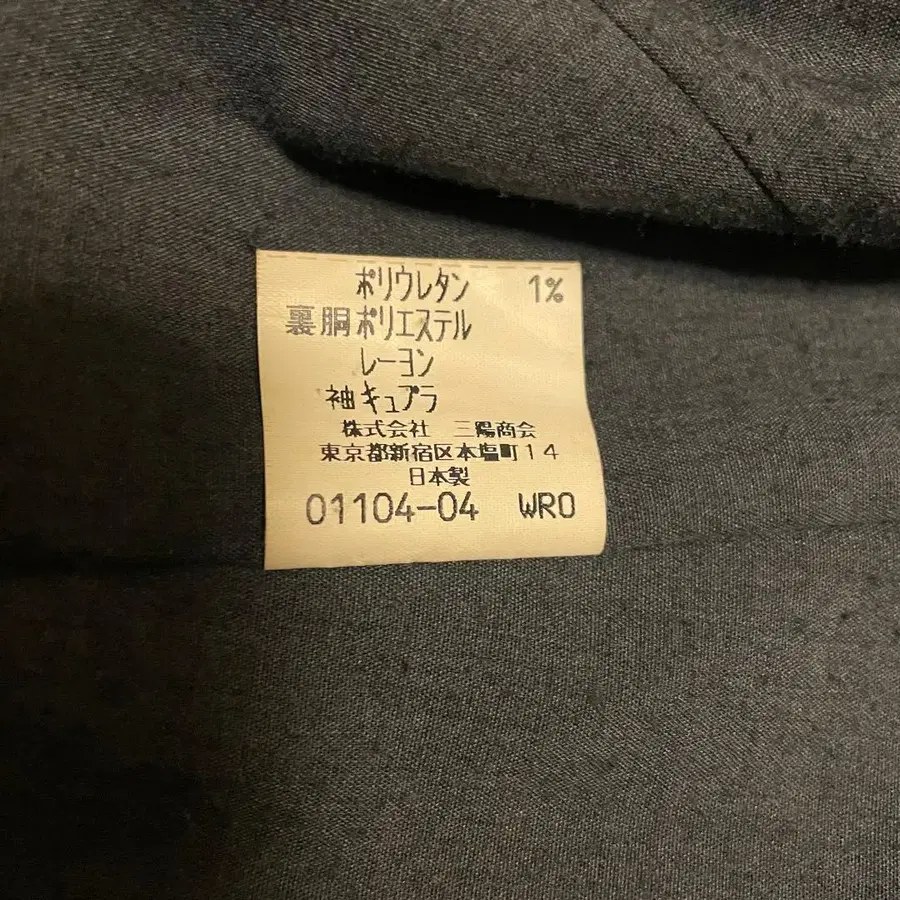 ポリウレタン 1%
裏胴ポリエステル
レーヨン
袖キュプラ
株式会社 三陽商会
東京都新宿区本塩町14
日本製
01104-04 WRO